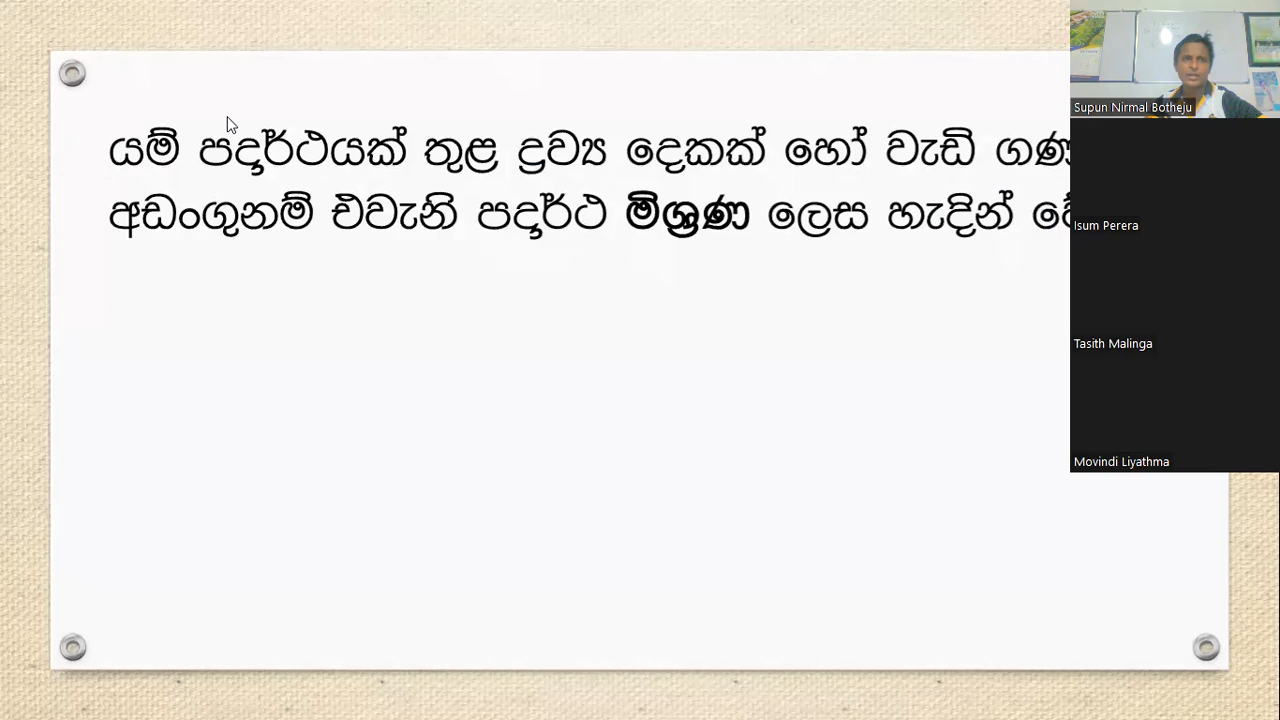 යම් පදාර්ථයක් තුළ ද්‍රව්‍ය දෙකක් හෝ වැඩි ගණ
අඩංගුනම් එවැනි පදාර්ථ මිශ්‍රණ ලෙස හැදින්
Supun Nirmal Botheju
Isum Perera
Tasith Malinga
Movindi Liyathma